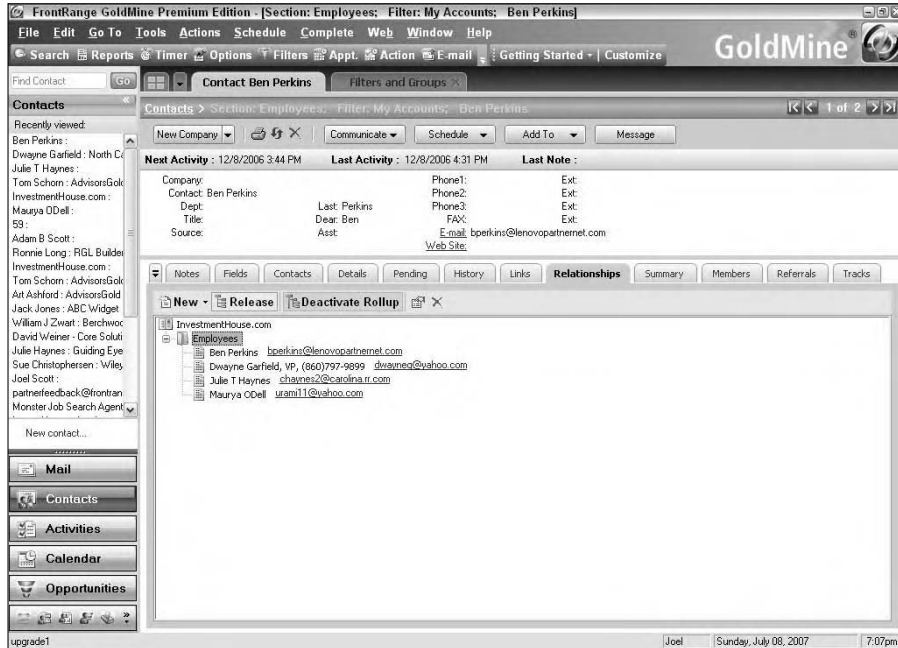 FrontRange GoldMine Premium Edition - [Section: Employees; Filter: My Accounts; Ben Perkins]
File Edit Go To Tools Actions Schedule Complete Web Window Help
Search Reports Timer Options Filters Appt. Action E-mail Getting Started Customize
GoldMine®
Find Contact GO
Contact Ben Perkins Filters and Groups
Contacts
Contacts > Section: Employees; Filter: My Accounts; Ben Perkins
1 of 2
Recently viewed:
Ben Perkins :
Dwayne Garfield : North Ca
Julie T Haynes :
Tom Schorn : AdvisorsGold
InvestmentHouse.com :
Maurya ODell :
59 :
Adam B Scott :
Ronnie Long : RGL Builder
InvestmentHouse.com :
Tom Schorn : AdvisorsGold
Art Ashford : AdvisorsGold
Jack Jones : ABC Widget
William J Zwart : Berchwoc
David Weiner - Core Soluti
Julie Haynes : Guiding Eye
Sue Christophersen : Wiley
Joel Scott :
partnerfeedback@frontran
Monster Job Search Agent
New contact...
Mail
Contacts
Activities
Calendar
Opportunities
New Company Communicate Schedule Add To Message
Next Activity : 12/8/2006 3:44 PM Last Activity : 12/8/2006 4:31 PM Last Note :
Company: Phone1: Ext:
Contact: Ben Perkins Phone2: Ext:
Dept: Last: Perkins Phone3: Ext:
Title: Dear: Ben FAX: Ext:
Source: Asst: E-mail: bperkins@lenovopartnernet.com
Web Site:
Notes Fields Contacts Details Pending History Links Relationships Summary Members Referrals Tracks
New Release Deactivate Rollup
InvestmentHouse.com
Employees
Ben Perkins bperkins@lenovopartnernet.com
Dwayne Garfield, VP, (860)797-9899 dwayneg@yahoo.com
Julie T Haynes chaynes2@carolina.rr.com
Maurya ODell urami11@yahoo.com
upgrade1 Joel Sunday, July 08, 2007 7:07pm